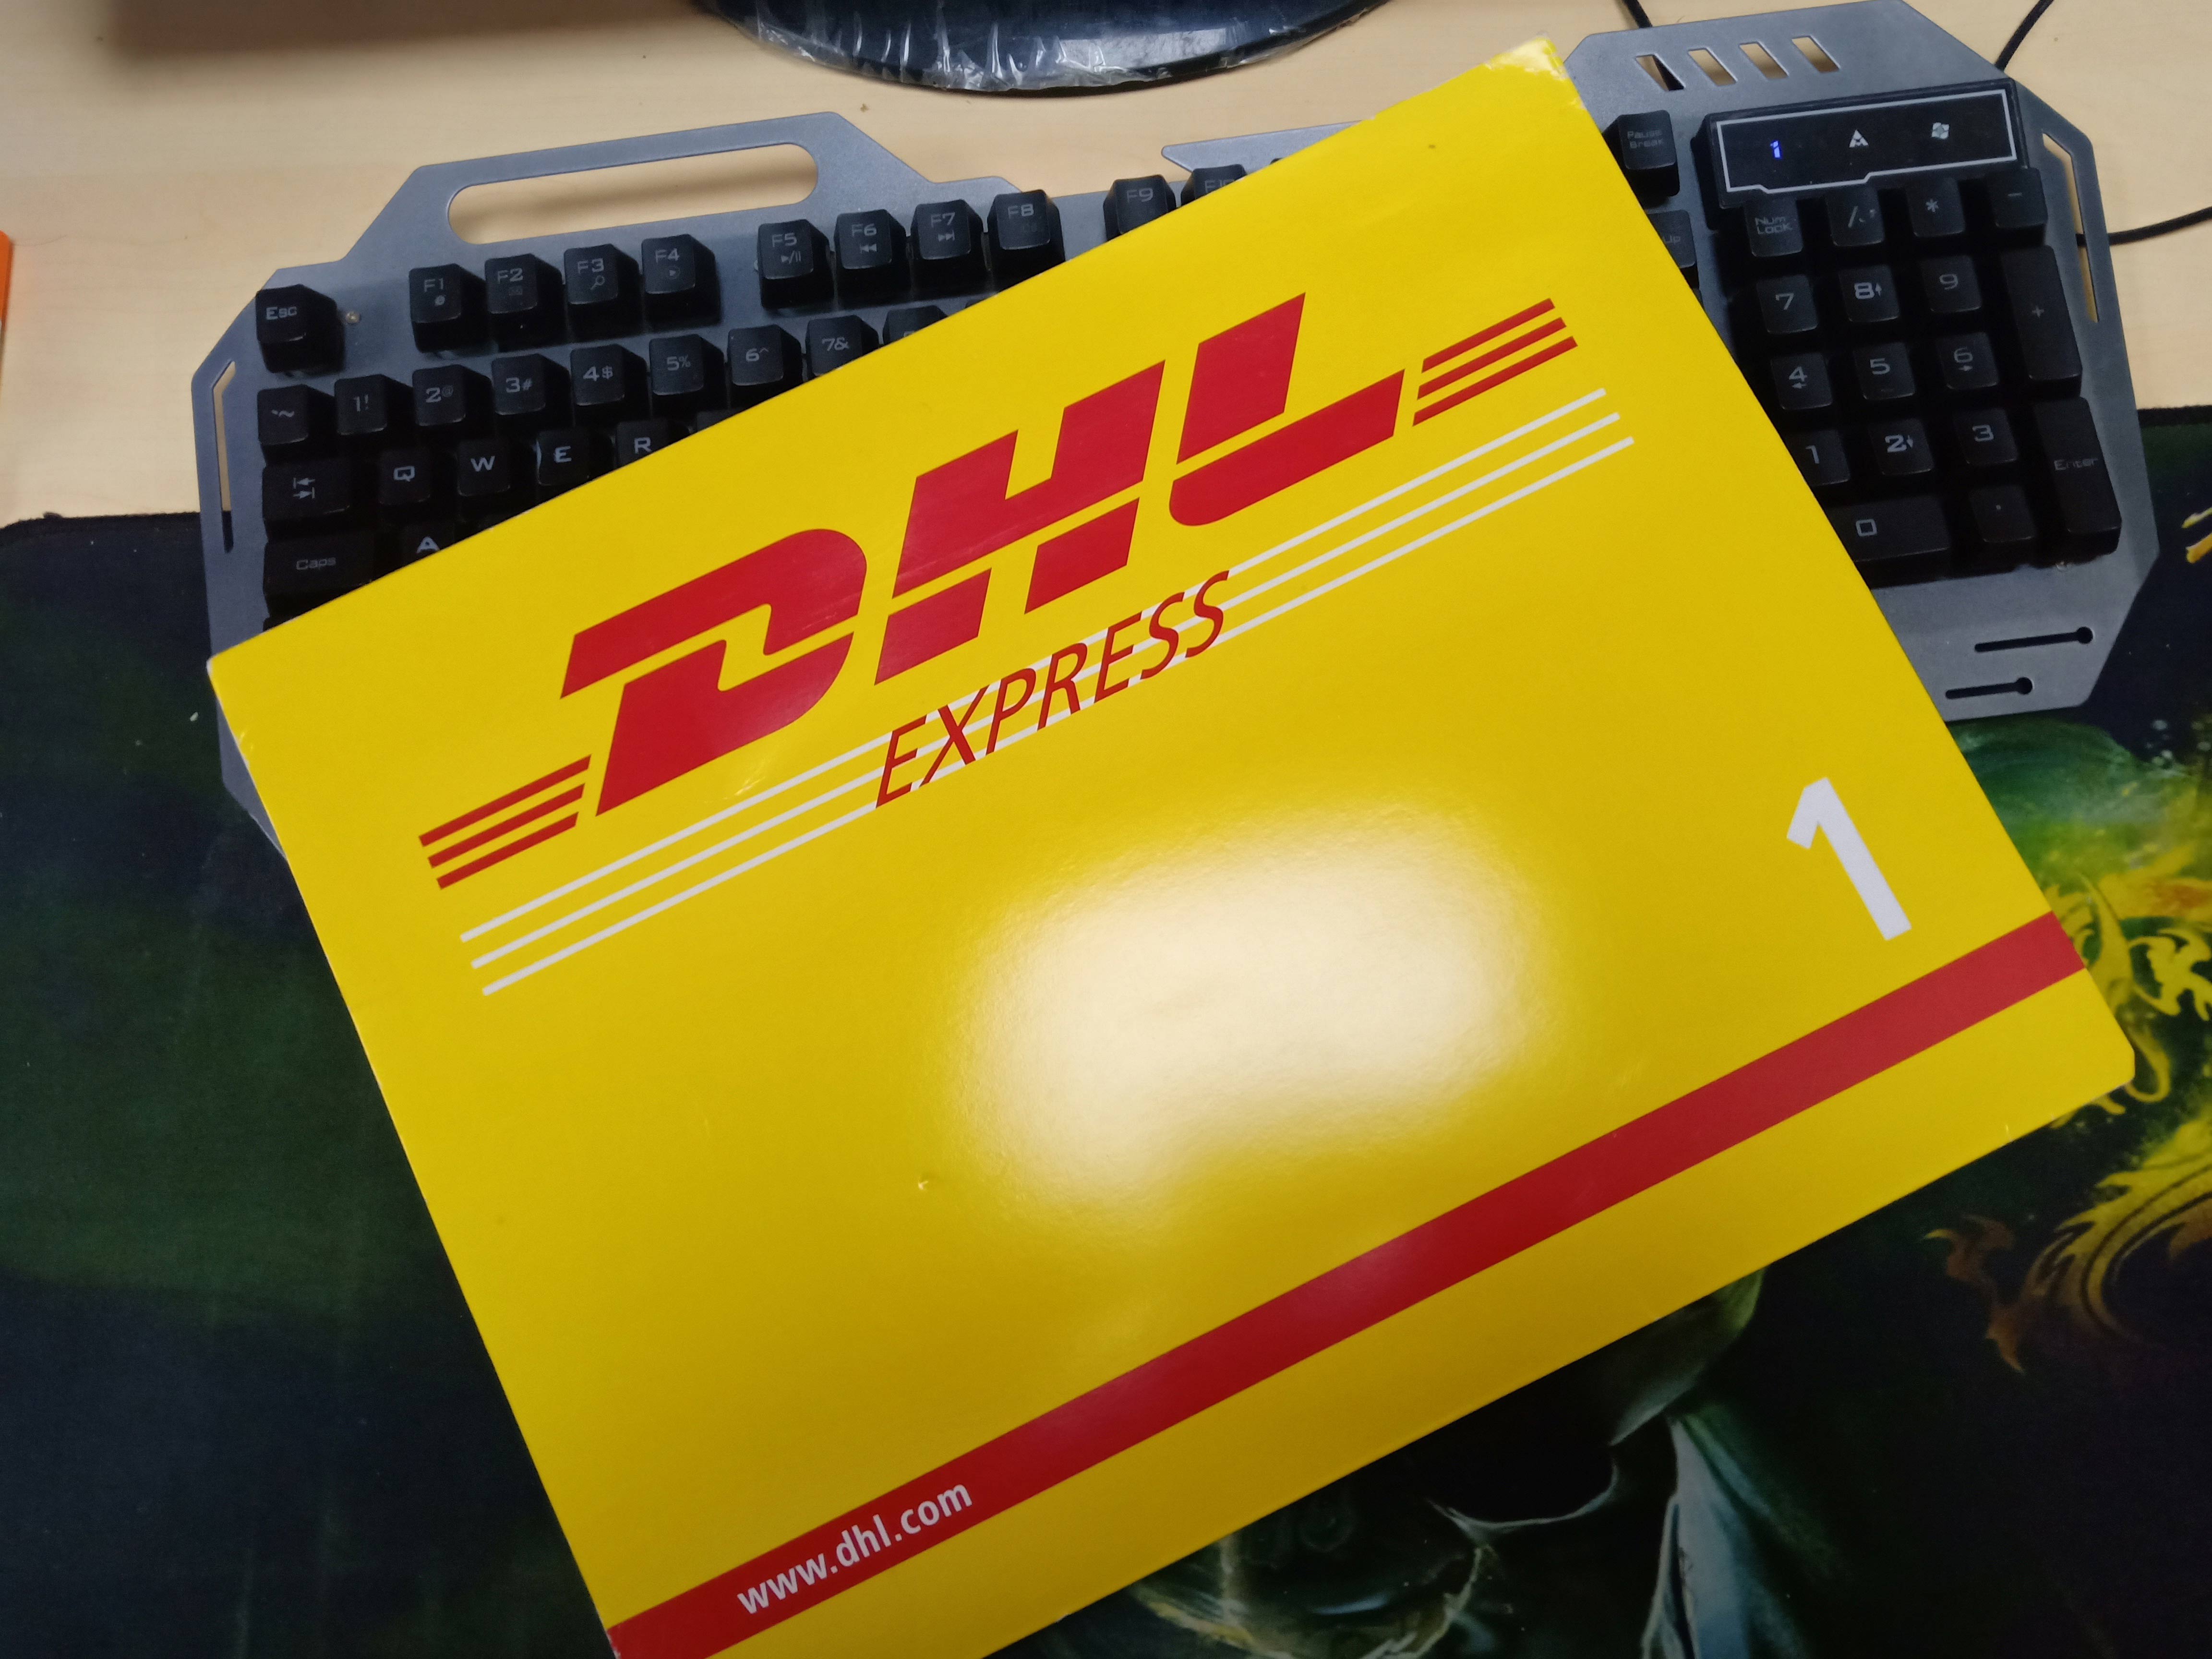 DHL
EXPRESS
1
www.dhl.com
Esc
F1
F2
F3
F4
F5
F6
F7
F8
F9
F10
Pause
Break
1
`~
1!
2@
3#
4$
5%
6^
7&
Q
W
E
R
Caps
A
Num
Lock
*
-
7
8
9
+
4
5
6
1
2
3
Enter
0
.